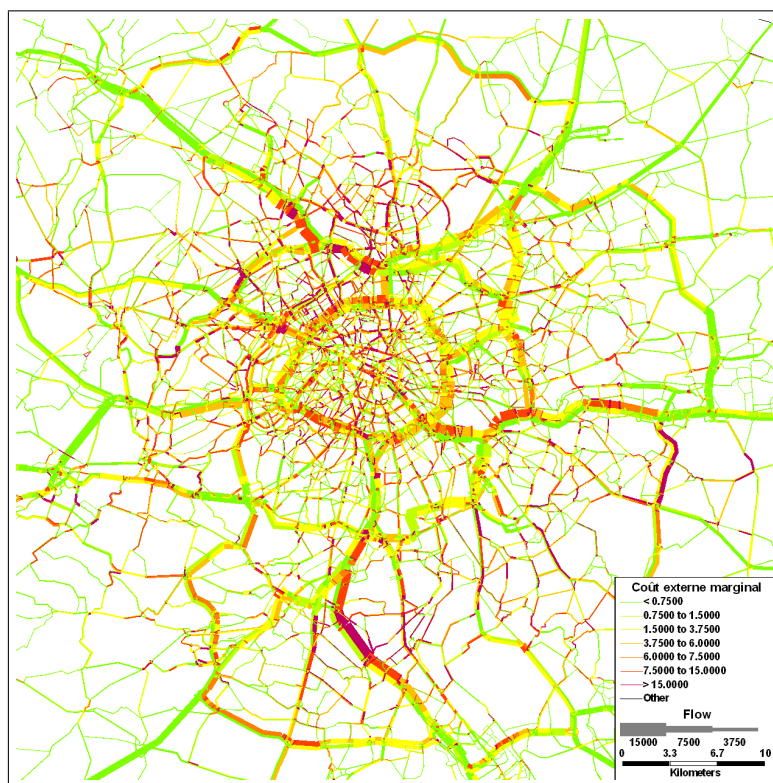 Coût externe marginal
< 0.7500
0.7500 to 1.5000
1.5000 to 3.7500
3.7500 to 6.0000
6.0000 to 7.5000
7.5000 to 15.0000
> 15.0000
Other
Flow
15000 7500 3750
0 3.3 6.7 10
Kilometers